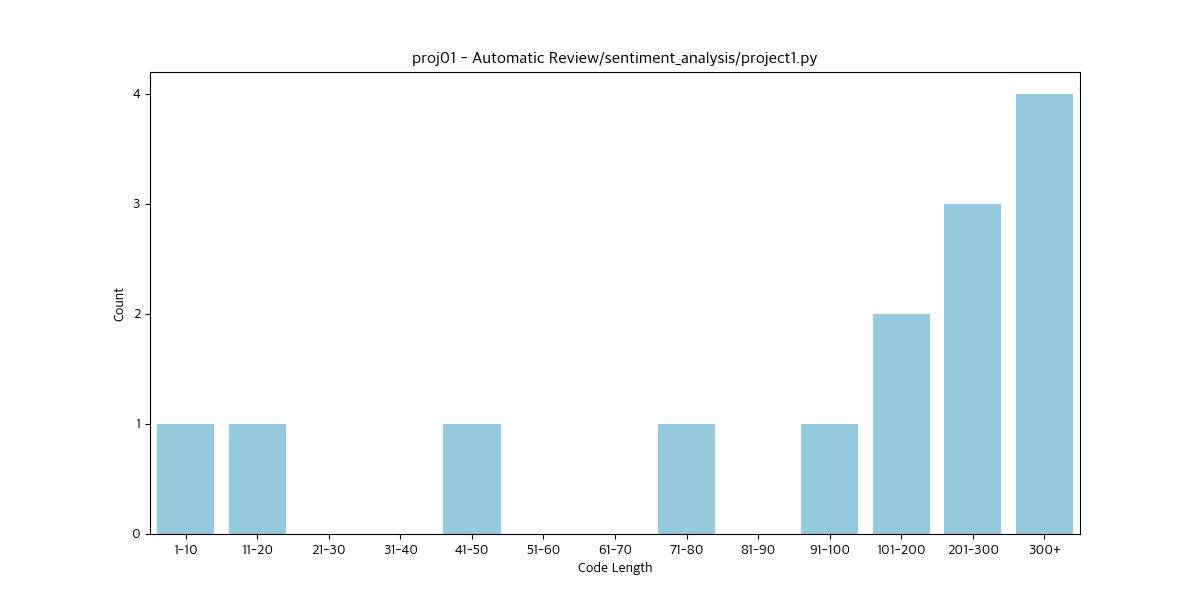 proj01 - Automatic Review/sentiment_analysis/project1.py
4
3
2
1
0
Count
1-10 11-20 21-30 31-40 41-50 51-60 61-70 71-80 81-90 91-100 101-200 201-300 300+
Code Length